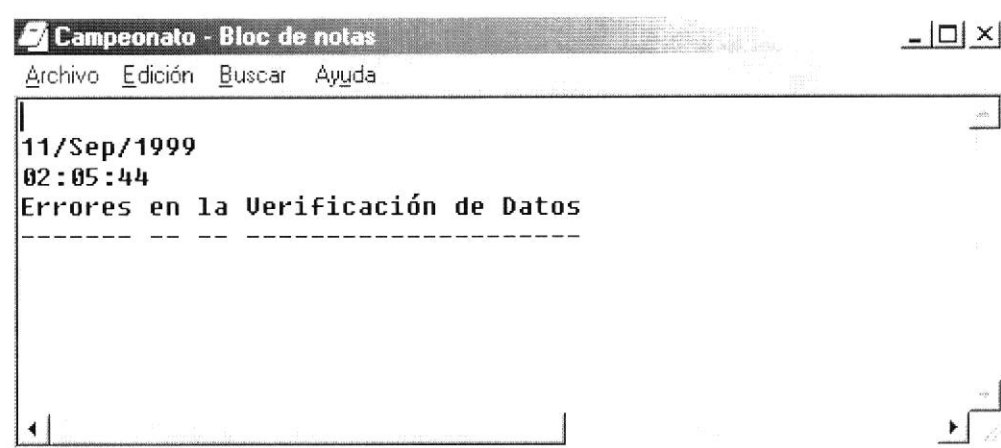 Campeonato - Bloc de notas
Archivo Edición Buscar Ayuda
11/Sep/1999
02:05:44
Errores en la Verificación de Datos
------- -- -- ---------------------